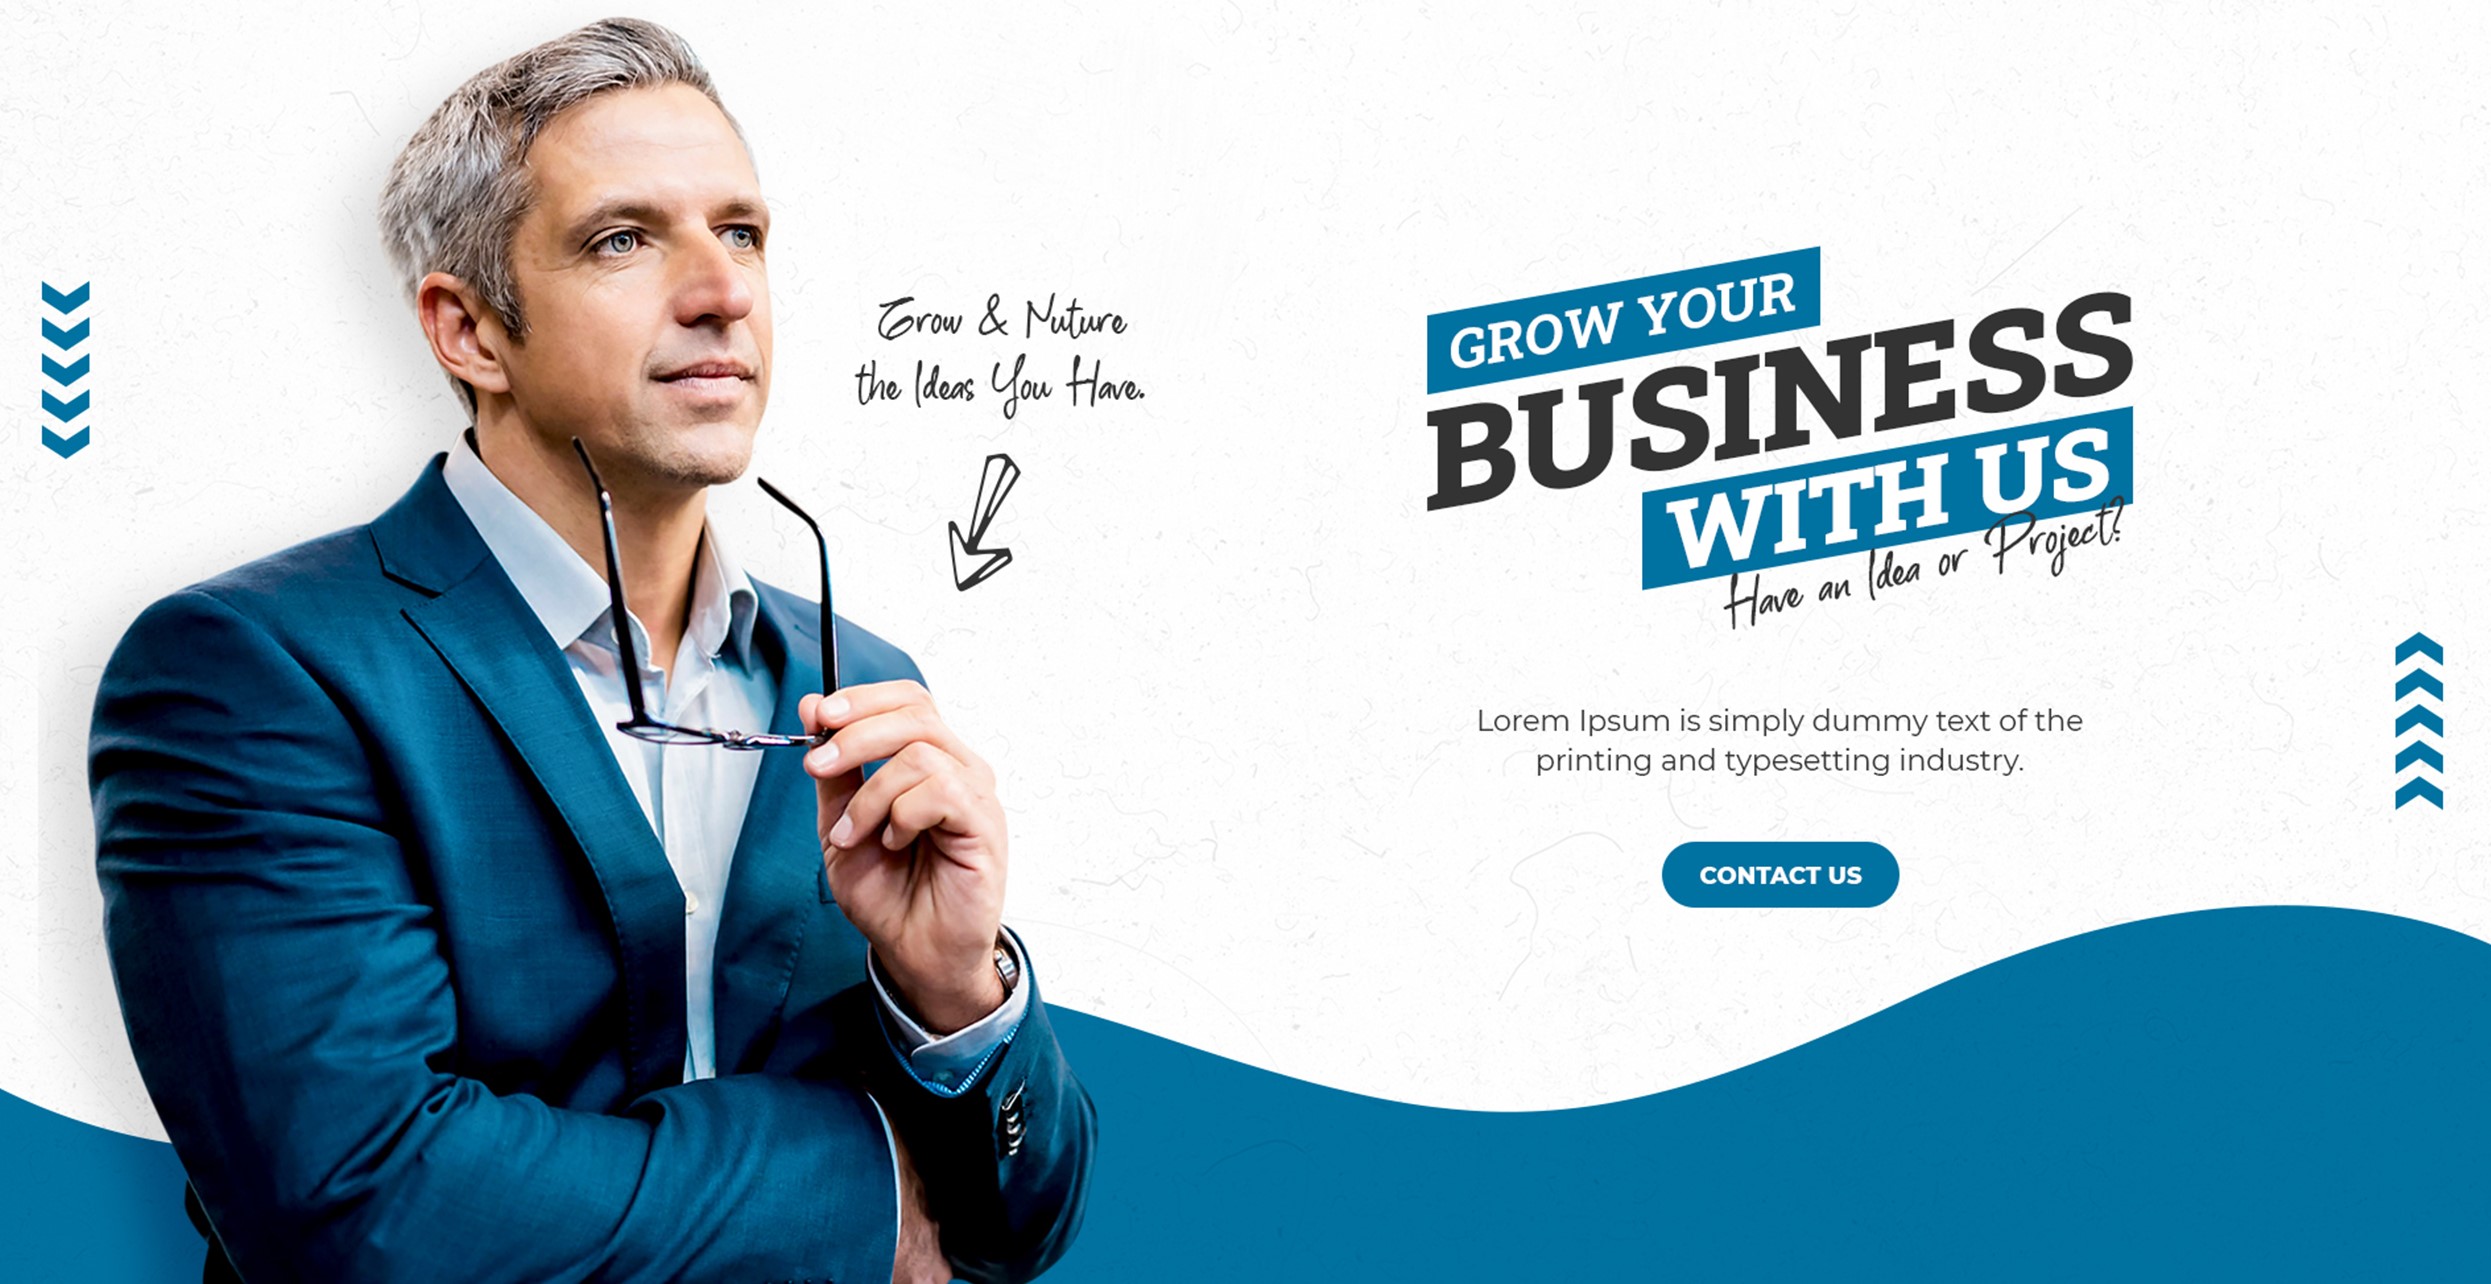 Grow & Nuture
the Ideas You Have.
GROW YOUR
BUSINESS
WITH US
Have an Idea or Project?
Lorem Ipsum is simply dummy text of the
printing and typesetting industry.
CONTACT US